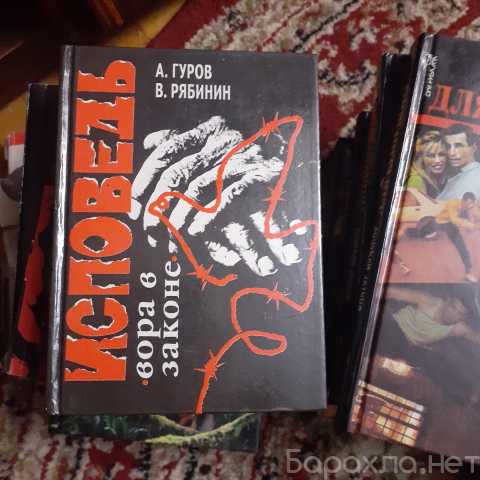 А. ГУРОВ
В. РЯБИНИН
ИСПОВЕДЬ
вора в
законе
ДЛЯ
Барахла.нет